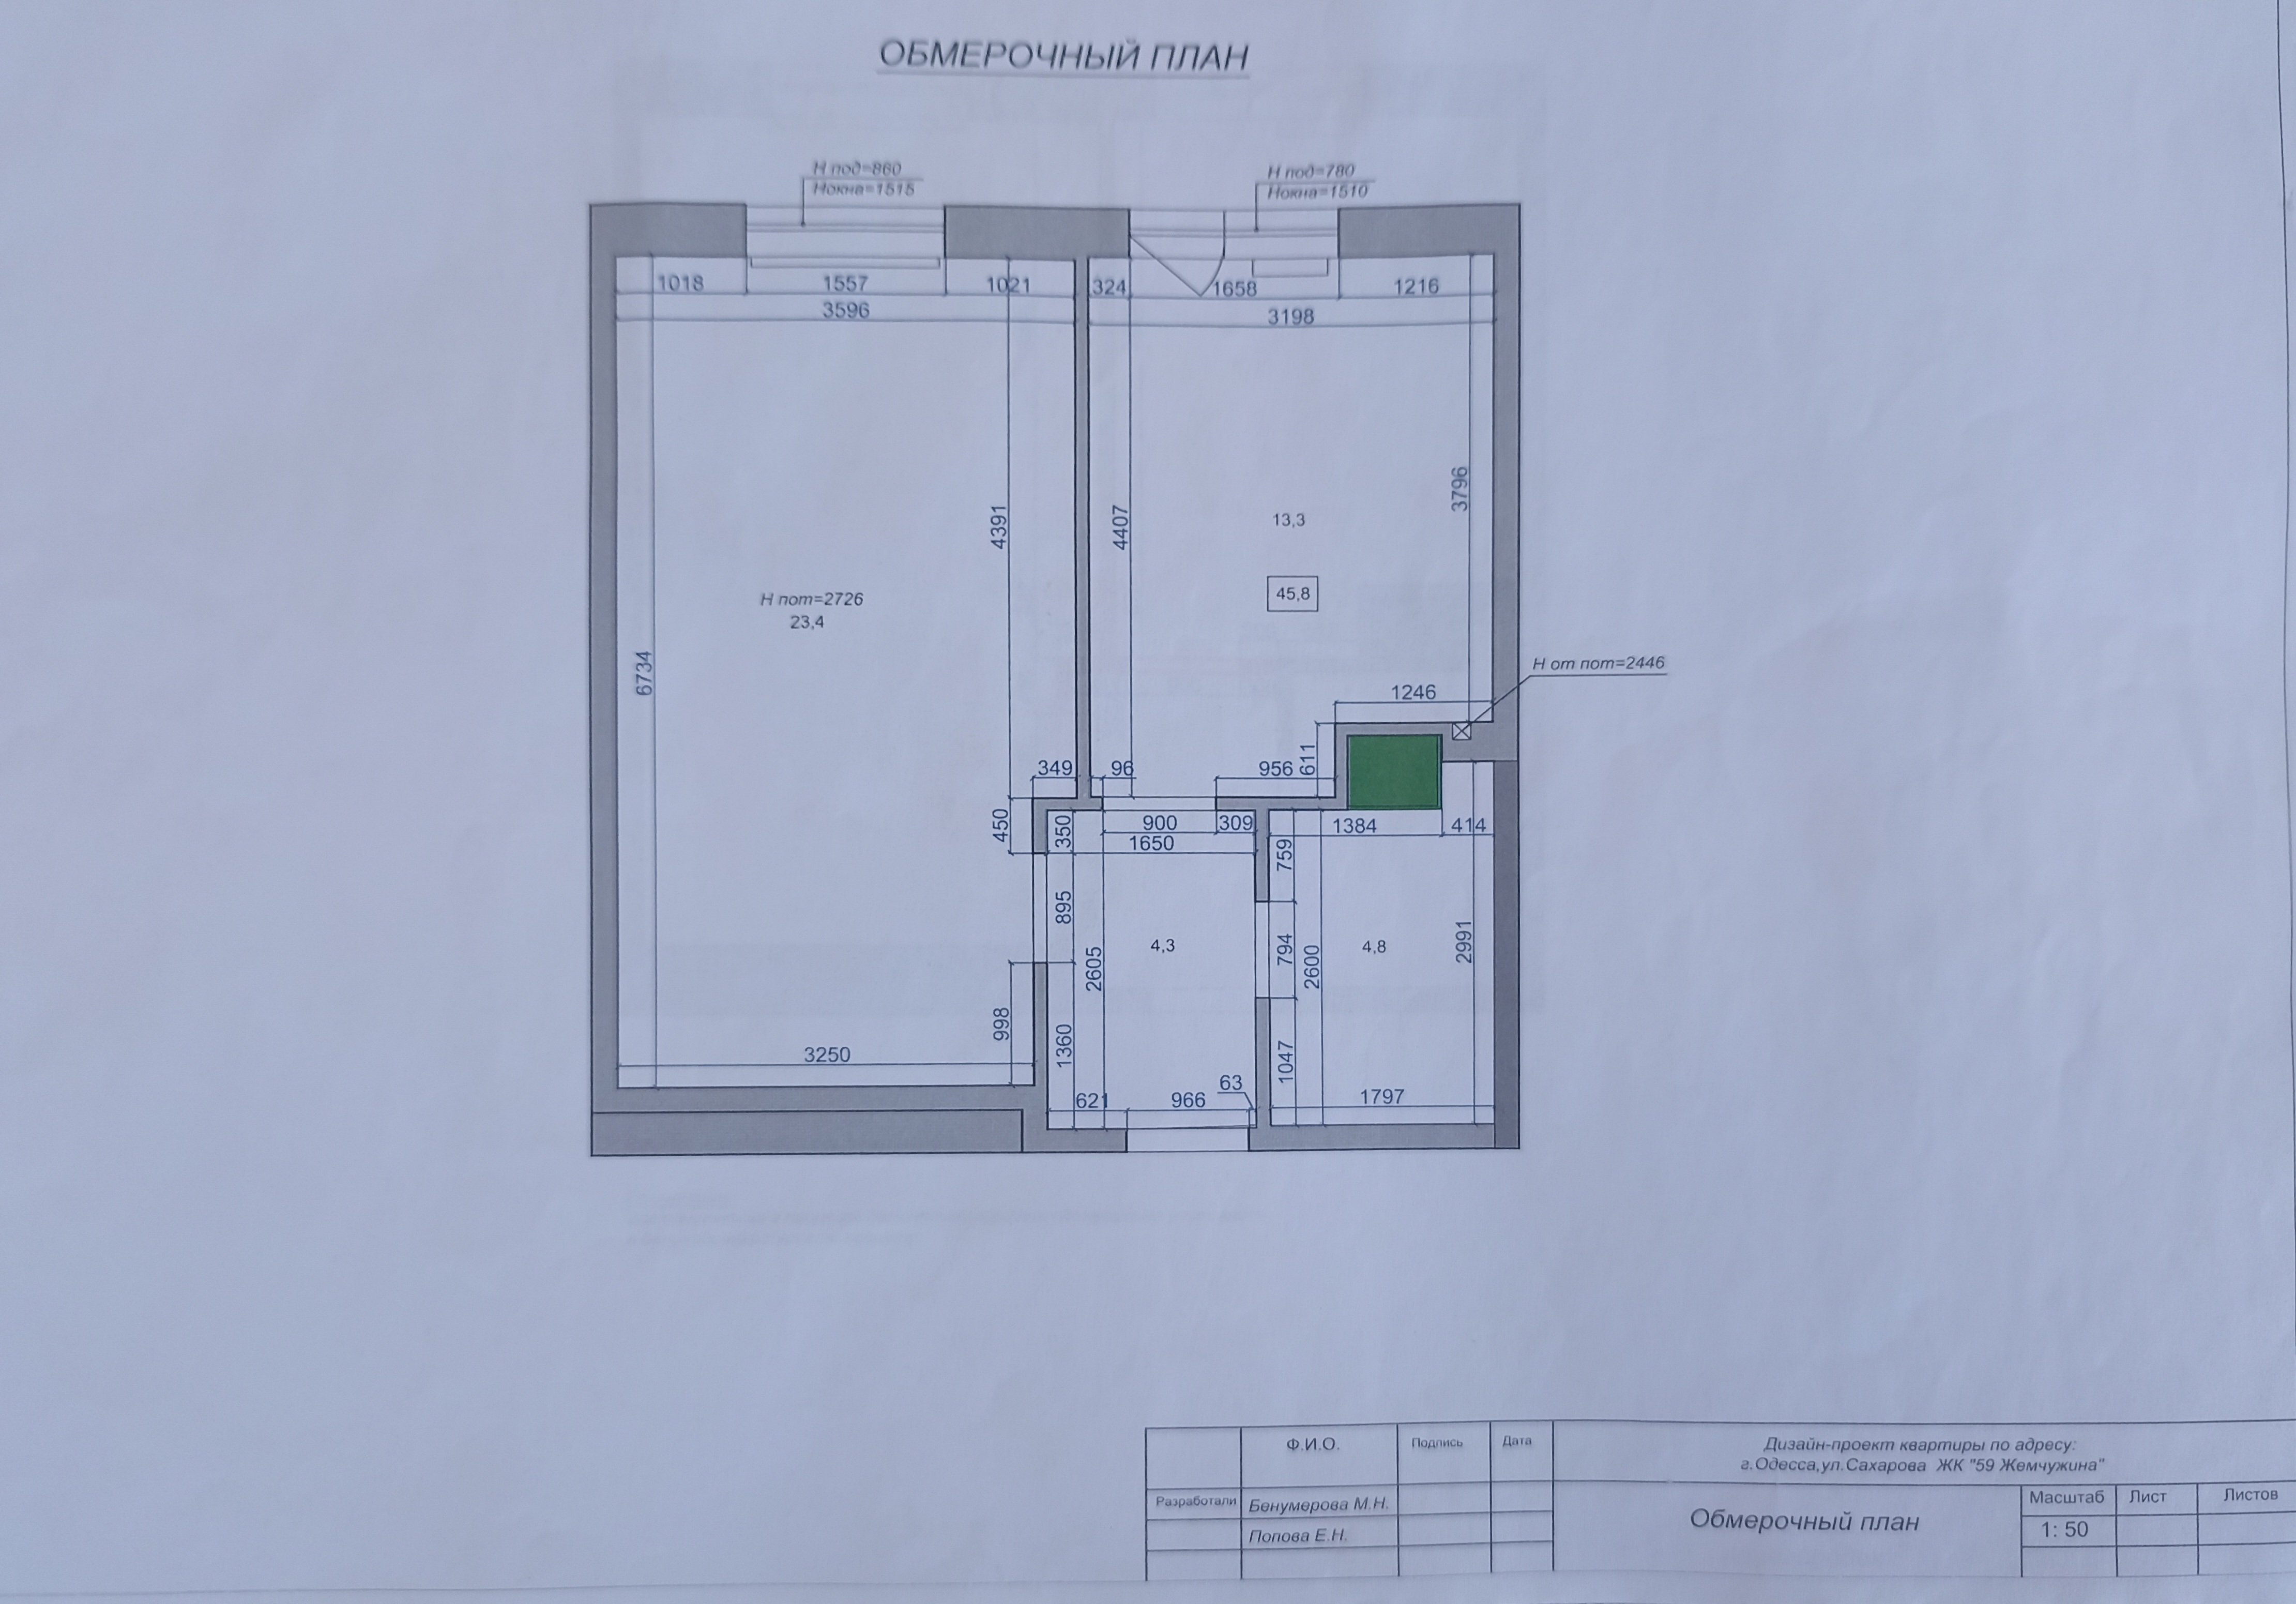 ОБМЕРОЧНЫЙ ПЛАН
Н под=860
Нокна=1515
Н под=780
Нокна=1510
1018
1557
1021
324
1658
1216
3596
3198
4391
4407
3796
13,3
45,8
Н пот=2726
23,4
6734
Н от пот=2446
1246
349
96
956
611
450
350
900
309
1384
414
1650
759
895
4,3
794
4,8
2605
2600
2991
998
1360
1047
3250
63
621
966
1797
Ф.И.О.
Подпись
Дата
Дизайн-проект квартиры по адресу:
г.Одесса,ул.Сахарова ЖК "59 Жемчужина"
Разработали
Бенумерова М.Н.
Попова Е.Н.
Обмерочный план
Масштаб
Лист
Листов
1: 50